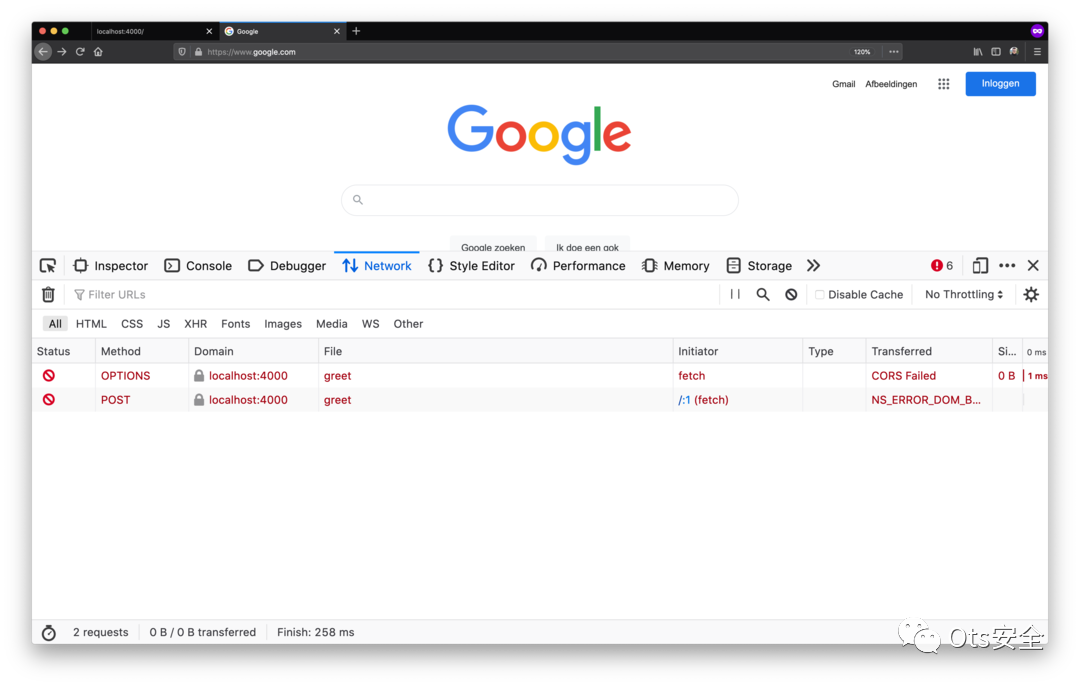 localhost:4000/ Google
https://www.google.com 120%
Gmail Afbeeldingen Inloggen
Google
Google zoeken Ik doe een gok
Inspector Console Debugger Network Style Editor Performance Memory Storage 6
Filter URLs Disable Cache No Throttling
All HTML CSS JS XHR Fonts Images Media WS Other
Status Method Domain File Initiator Type Transferred Si... 0 ms
OPTIONS localhost:4000 greet fetch CORS Failed 0 B 1 ms
POST localhost:4000 greet /:1 (fetch) NS_ERROR_DOM_B...
2 requests 0 B / 0 B transferred Finish: 258 ms
Ots安全